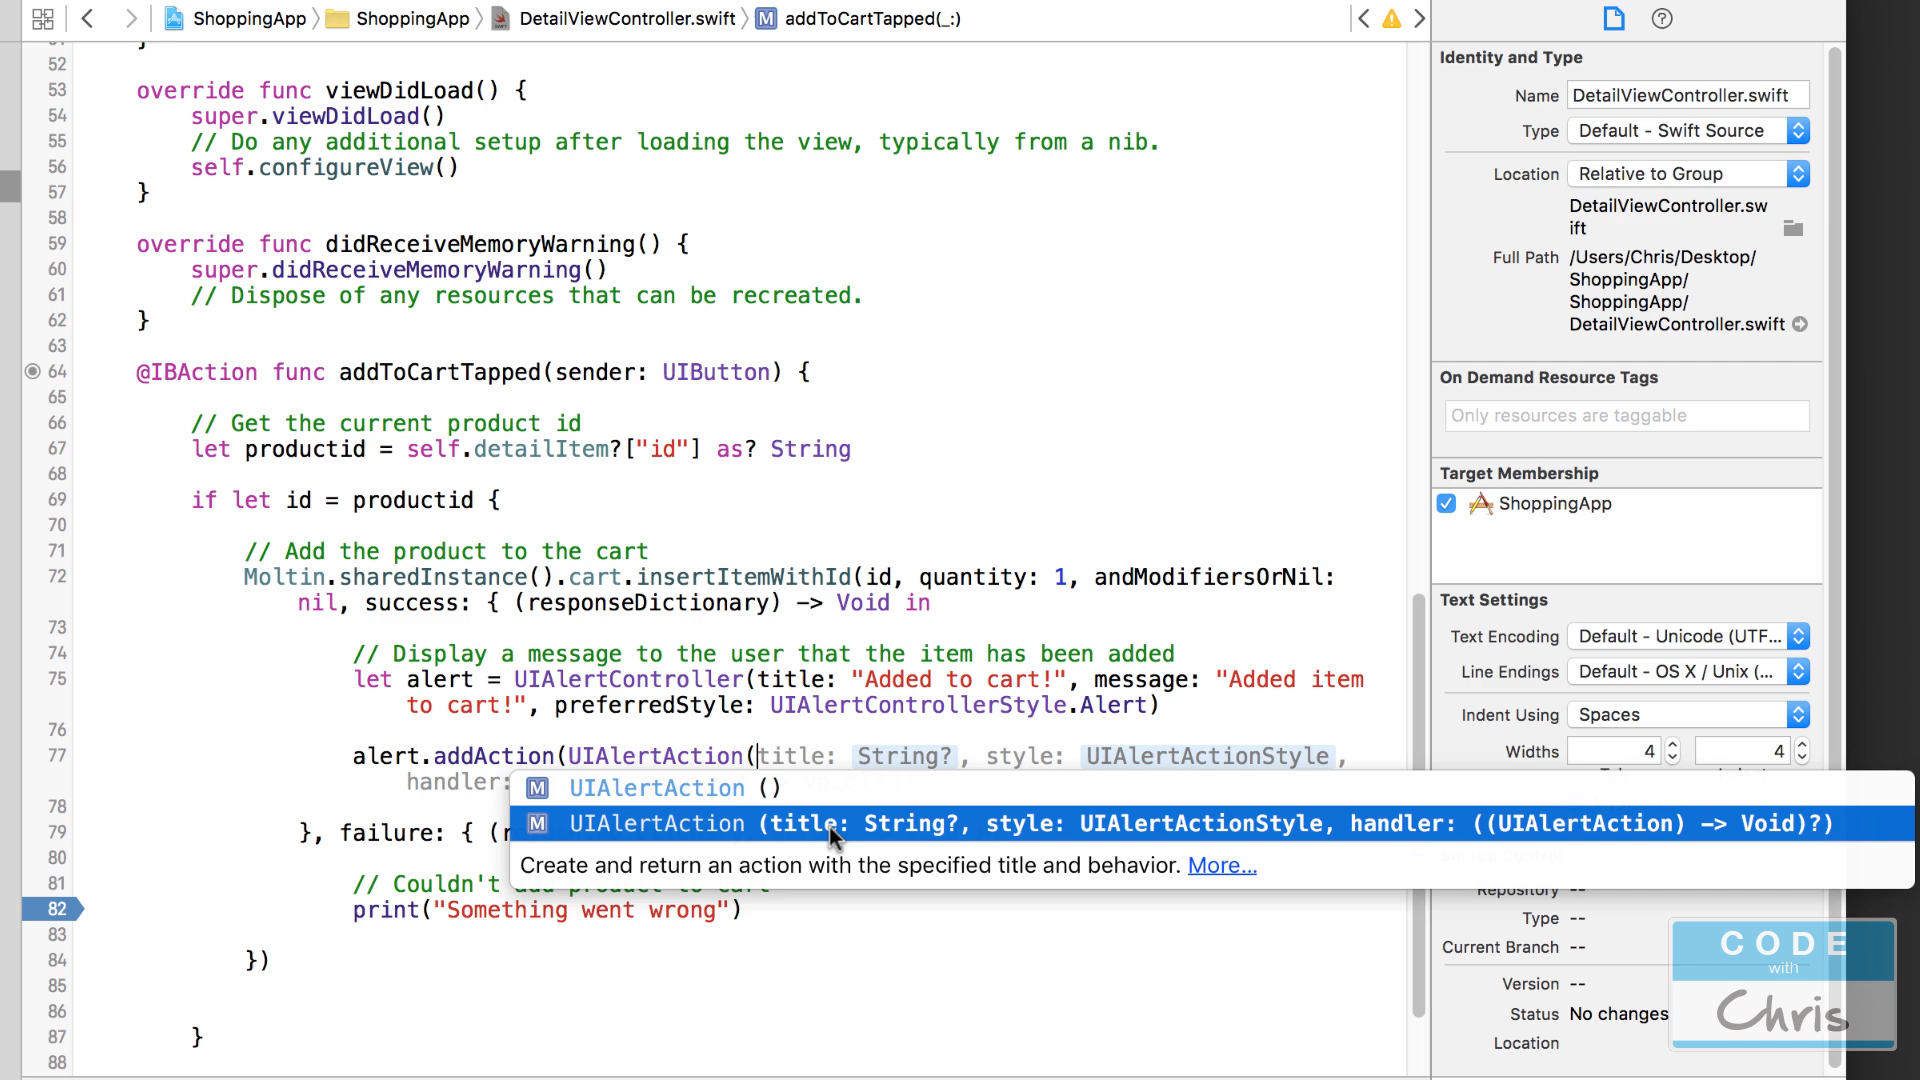 ShoppingApp ShoppingApp DetailViewController.swift M addToCartTapped(_:)
}
52
53 override func viewDidLoad() {
54 super.viewDidLoad()
55 // Do any additional setup after loading the view, typically from a nib.
56 self.configureView()
57 }
58
59 override func didReceiveMemoryWarning() {
60 super.didReceiveMemoryWarning()
61 // Dispose of any resources that can be recreated.
62 }
63
64 @IBAction func addToCartTapped(sender: UIButton) {
65
66 // Get the current product id
67 let productid = self.detailItem?["id"] as? String
68
69 if let id = productid {
70
71 // Add the product to the cart
72 Moltin.sharedInstance().cart.insertItemWithId(id, quantity: 1, andModifiersOrNil:
nil, success: { (responseDictionary) -> Void in
73
74 // Display a message to the user that the item has been added
75 let alert = UIAlertController(title: "Added to cart!", message: "Added item
to cart!", preferredStyle: UIAlertControllerStyle.Alert)
76
77 alert.addAction(UIAlertAction(title: String?, style: UIAlertActionStyle,
handler:
M UIAlertAction ()
78
M UIAlertAction (title: String?, style: UIAlertActionStyle, handler: ((UIAlertAction) -> Void)?)
79 }, failure: { (r
80
Create and return an action with the specified title and behavior. More...
81 // Couldn't add product to cart
82 print("Something went wrong")
83
84 })
85
86
87 }
88
Identity and Type
Name DetailViewController.swift
Type Default - Swift Source
Location Relative to Group
DetailViewController.sw
ift
Full Path /Users/Chris/Desktop/
ShoppingApp/
ShoppingApp/
DetailViewController.swift
On Demand Resource Tags
Only resources are taggable
Target Membership
ShoppingApp
Text Settings
Text Encoding Default - Unicode (UTF...
Line Endings Default - OS X / Unix (...
Indent Using Spaces
Widths 4 4
Repository --
Type --
Current Branch --
Version --
Status No changes
Location
CODE
with
Chris